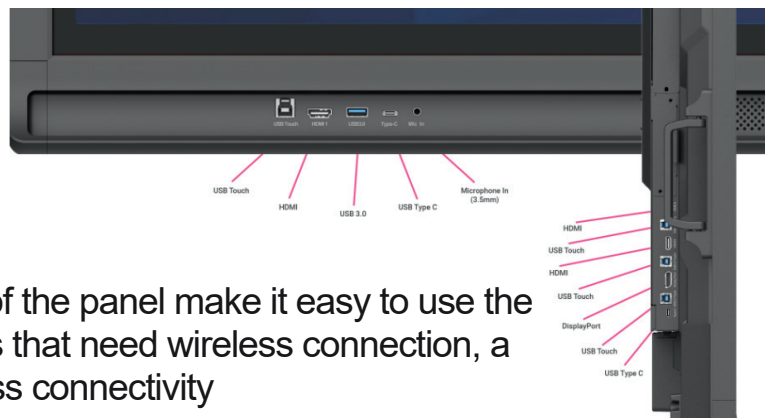 USB Touch HDMI 1 USB3.0 Type-C Mic In
USB Touch
HDMI
USB 3.0
USB Type C
Microphone In
(3.5mm)
HDMI
USB Touch
HDMI
USB Touch
DisplayPort
USB Touch
USB Type C
of the panel make it easy to use the
s that need wireless connection, a
ss connectivity